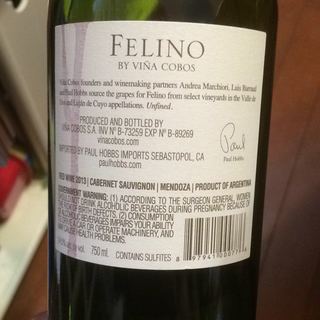 FELINO
BY VIÑA COBOS
Viña Cobos founders and winemaking partners Andrea Marchiori, Luis Barraud
and Paul Hobbs source the grapes for Felino from select vineyards in the Valle de
Uco and Luján de Cuyo appellations. Unfined.
PRODUCED AND BOTTLED BY
VIÑA COBOS S.A. INV Nº B-73259 EXP Nº B-89269
vinacobos.com
IMPORTED BY PAUL HOBBS IMPORTS SEBASTOPOL, CA
paulhobbs.com
Paul
Paul Hobbs
RED WINE 2013 | CABERNET SAUVIGNON | MENDOZA | PRODUCT OF ARGENTINA
GOVERNMENT WARNING: (1) ACCORDING TO THE SURGEON GENERAL, WOMEN
SHOULD NOT DRINK ALCOHOLIC BEVERAGES DURING PREGNANCY BECAUSE OF
RISK OF BIRTH DEFECTS. (2) CONSUMPTION
OF ALCOHOLIC BEVERAGES IMPAIRS YOUR ABILITY
TO DRIVE A CAR OR OPERATE MACHINERY, AND
MAY CAUSE HEALTH PROBLEMS.
by vol. 750 ml CONTAINS SULFITES